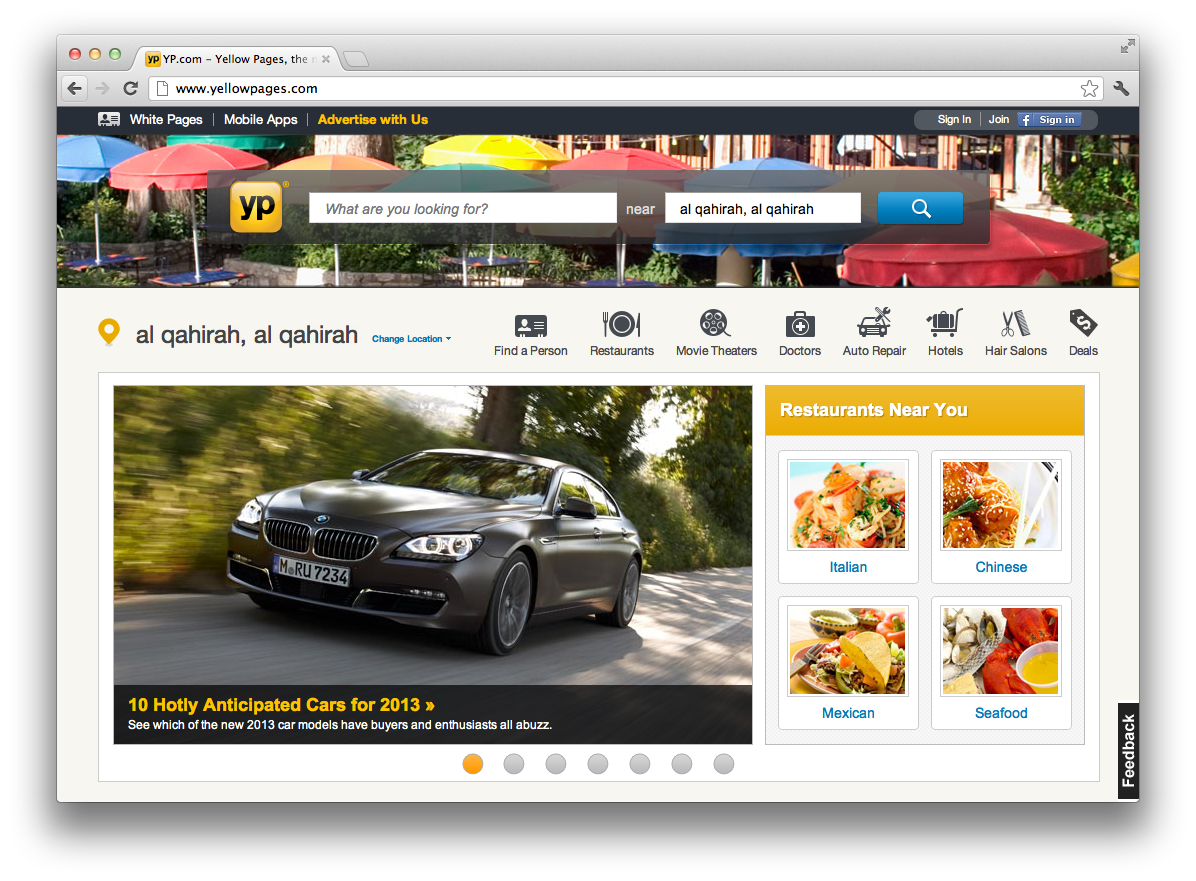 yp YP.com – Yellow Pages, the n
www.yellowpages.com
White Pages | Mobile Apps | Advertise with Us
Sign In | Join f Sign in
yp®
What are you looking for?
near
al qahirah, al qahirah
al qahirah, al qahirah
Change Location
Find a Person
Restaurants
Movie Theaters
Doctors
Auto Repair
Hotels
Hair Salons
Deals
M RU 7234
10 Hotly Anticipated Cars for 2013 »
See which of the new 2013 car models have buyers and enthusiasts all abuzz.
Restaurants Near You
Italian
Chinese
Mexican
Seafood
Feedback